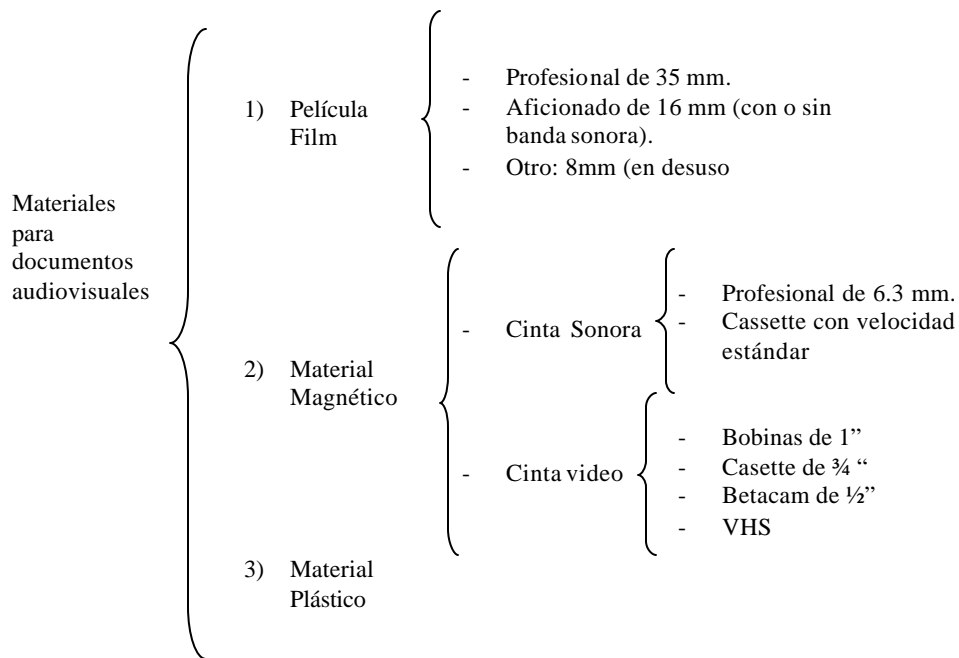 Materiales
para
documentos
audiovisuales
1) Película
Film
- Profesional de 35 mm.
- Aficionado de 16 mm (con o sin
banda sonora).
- Otro: 8mm (en desuso
2) Material
Magnético
- Cinta Sonora
- Profesional de 6.3 mm.
- Cassette con velocidad
estándar
- Cinta video
- Bobinas de 1”
- Casette de ¾ “
- Betacam de ½”
- VHS
3) Material
Plástico